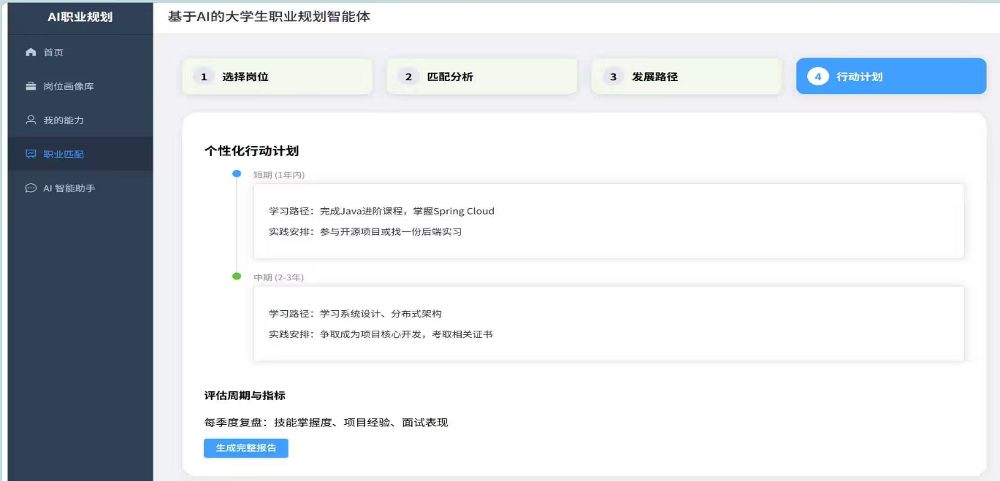 AI职业规划
基于AI的大学生职业规划智能体
首页
岗位画像库
我的能力
职业匹配
AI 智能助手
1 选择岗位
2 匹配分析
3 发展路径
4 行动计划
个性化行动计划
短期 (1年内)
学习路径：完成Java进阶课程，掌握Spring Cloud
实践安排：参与开源项目或找一份后端实习
中期 (2-3年)
学习路径：学习系统设计、分布式架构
实践安排：争取成为项目核心开发，考取相关证书
评估周期与指标
每季度复盘：技能掌握度、项目经验、面试表现
生成完整报告